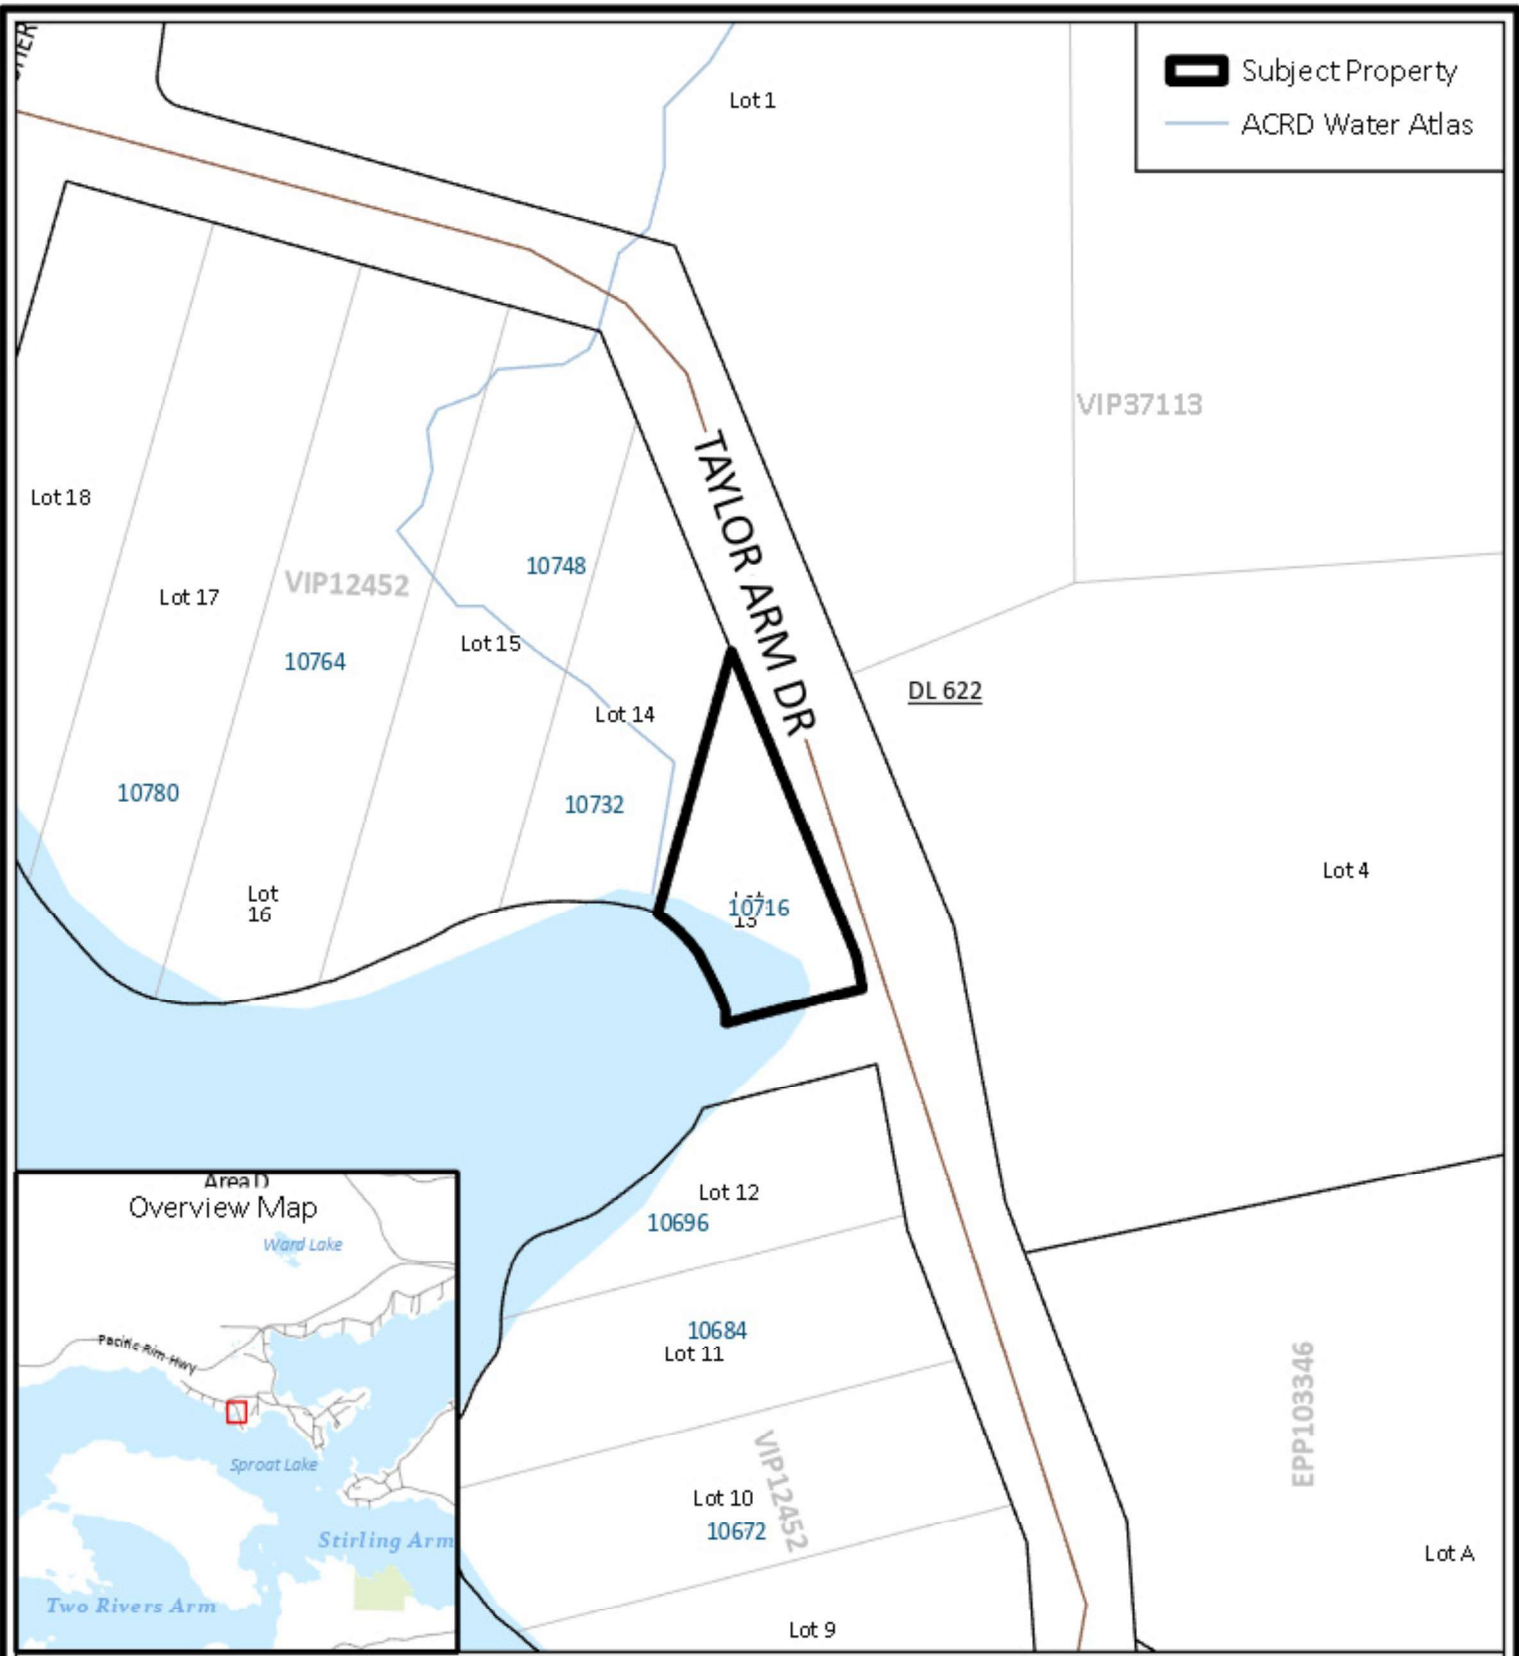 Subject Property
ACRD Water Atlas
Lot 1
VIP37113
TAYLOR ARM DR
Lot 18
Lot 17
VIP12452
10748
Lot 15
10764
DL 622
Lot 14
10780
10732
Lot 4
Lot
16
10716
13
Lot 12
10696
10684
Lot 11
VIP12452
Lot 10
10672
EPP103346
Lot A
Lot 9
Area D
Overview Map
Ward Lake
Pacific Rim Hwy
Sproat Lake
Stirling Arm
Two Rivers Arm